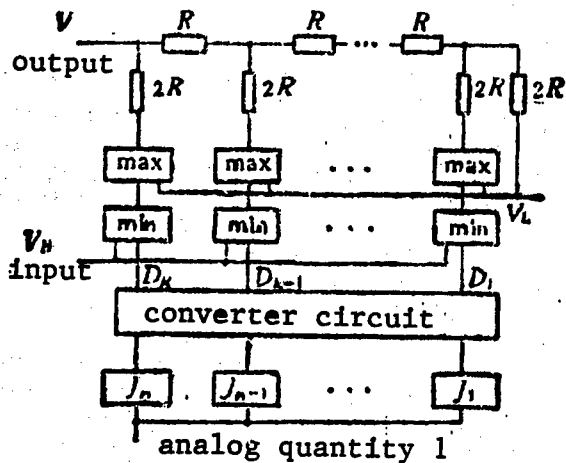 V R R ... R
output
2R 2R 2R 2R
max max ... max
V_L
min min ... min
V_H
input
D_K D_{k-1} D_1
converter circuit
J_n J_{n-1} ... J_1
analog quantity 1